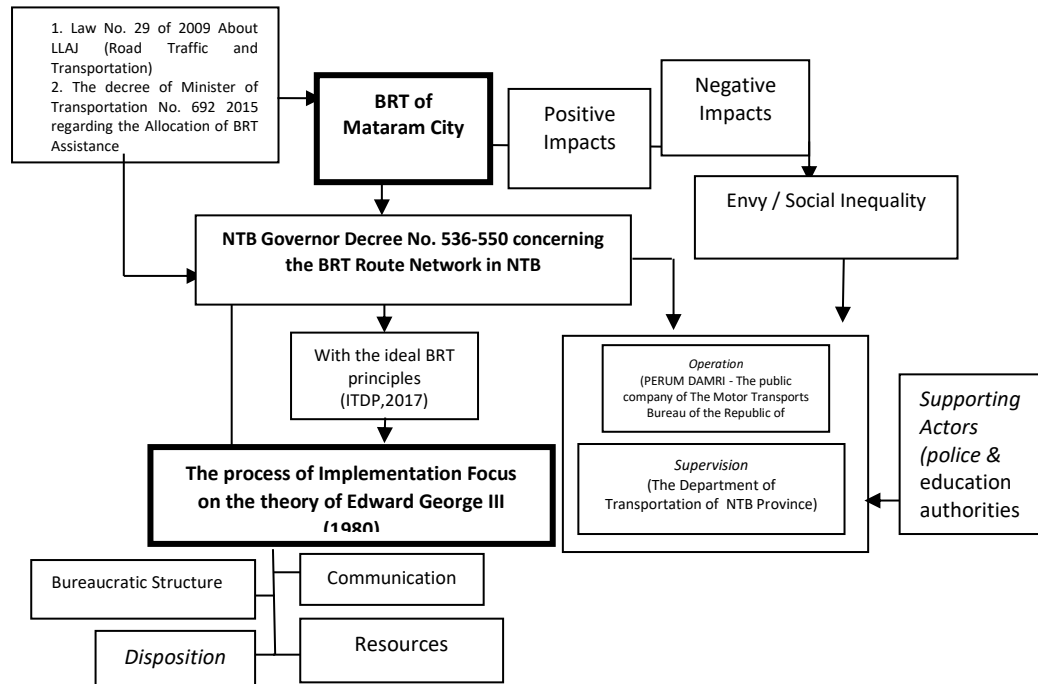 1. Law No. 29 of 2009 About
LLAJ (Road Traffic and
Transportation)
2. The decree of Minister of
Transportation No. 692 2015
regarding the Allocation of BRT
Assistance
BRT of
Mataram City
Positive
Impacts
Negative
Impacts
Envy / Social Inequality
NTB Governor Decree No. 536-550 concerning
the BRT Route Network in NTB
With the ideal BRT
principles
(ITDP,2017)
Operation
(PERUM DAMRI - The public
company of The Motor Transports
Bureau of the Republic of
Supervision
(The Department of
Transportation of NTB Province)
Supporting
Actors
(police &
education
authorities
The process of Implementation Focus
on the theory of Edward George III
(1980)
Bureaucratic Structure
Communication
Disposition
Resources